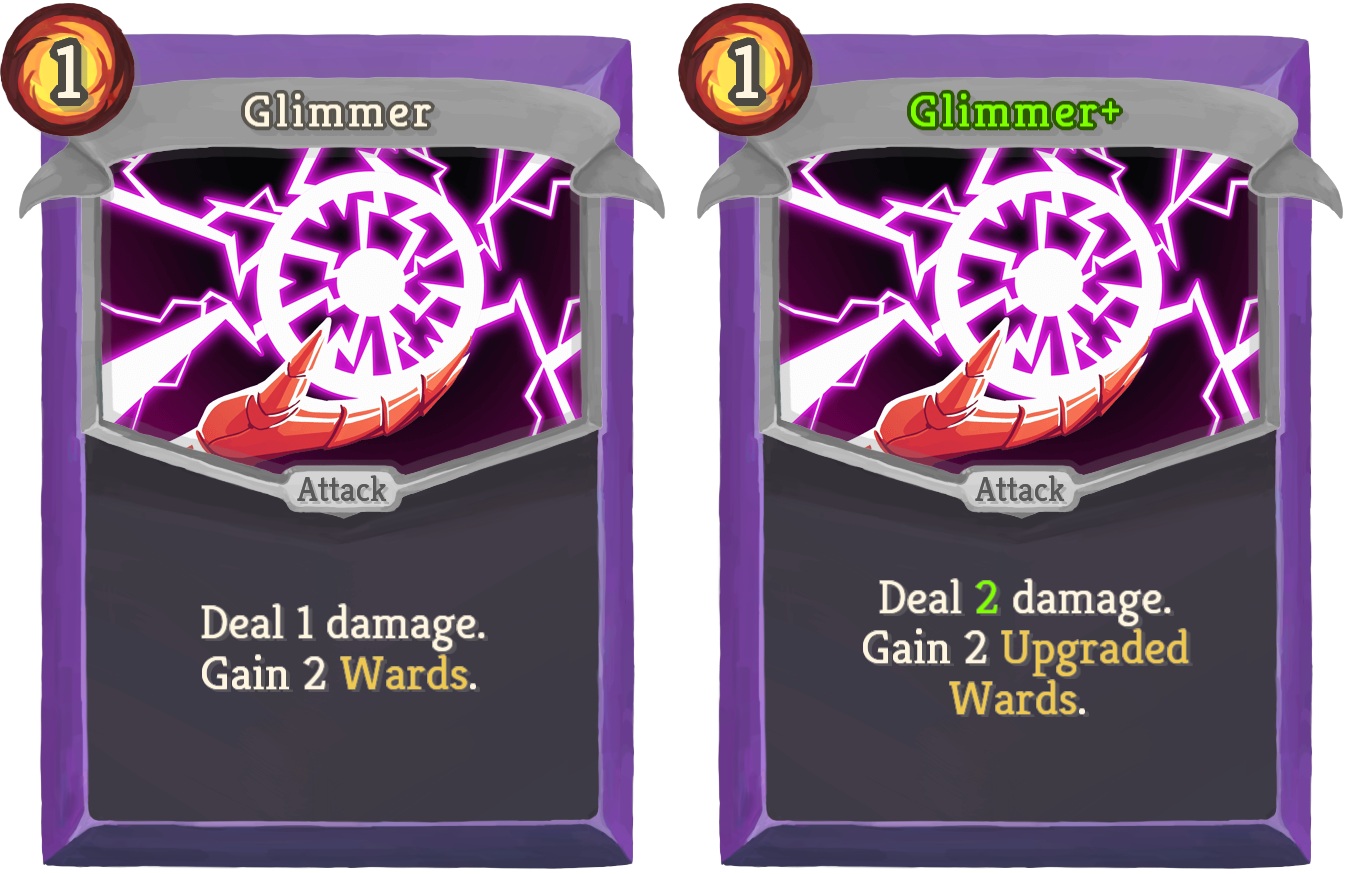 1
Glimmer
Attack
Deal 1 damage.
Gain 2 Wards.
1
Glimmer+
Attack
Deal 2 damage.
Gain 2 Upgraded
Wards.